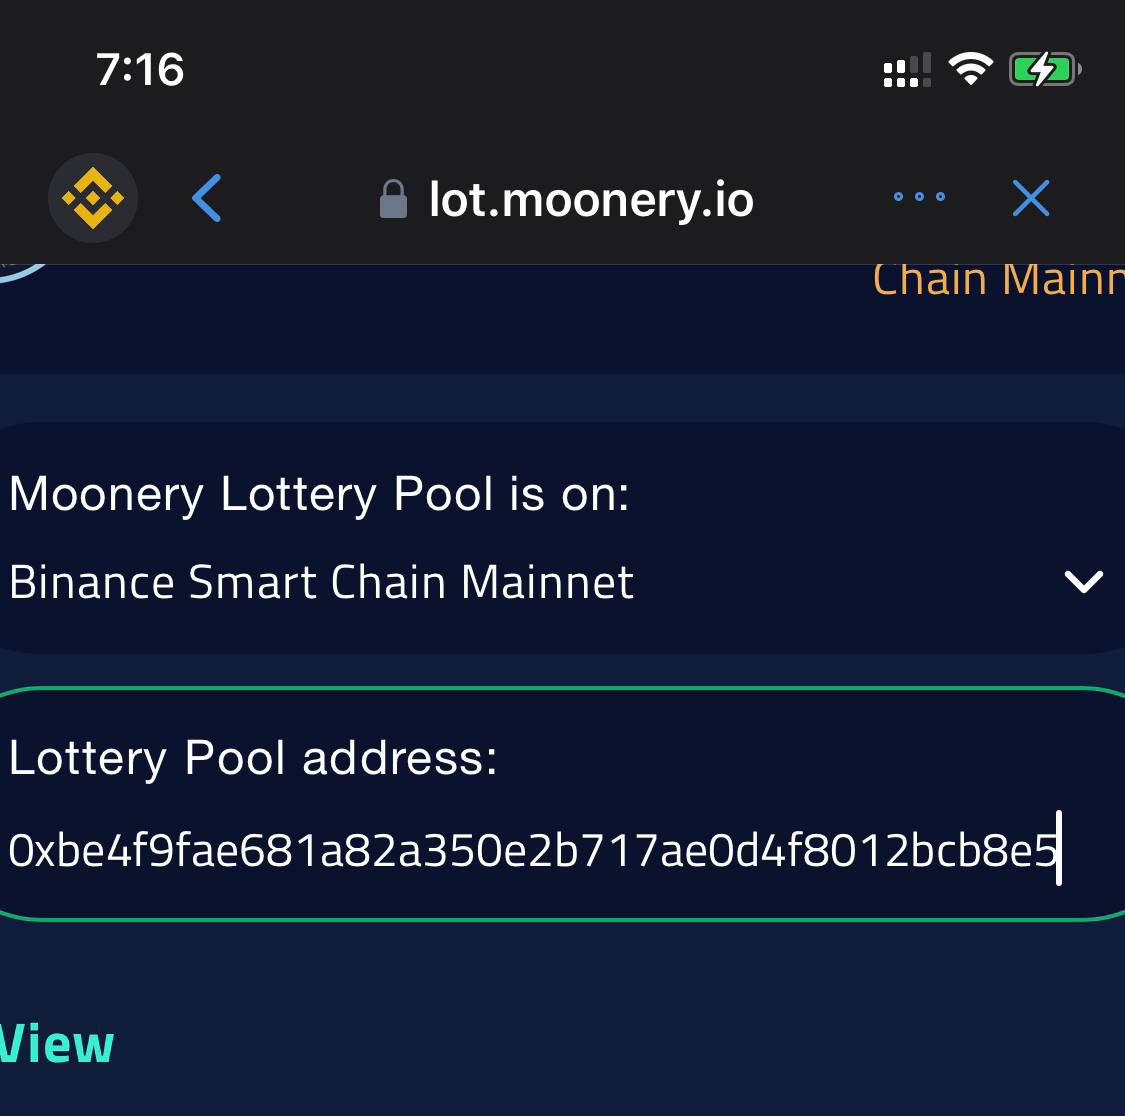 7:16
lot.moonery.io
Chain Mainn
Moonery Lottery Pool is on:
Binance Smart Chain Mainnet
Lottery Pool address:
0xbe4f9fae681a82a350e2b717ae0d4f8012bcb8e5
View